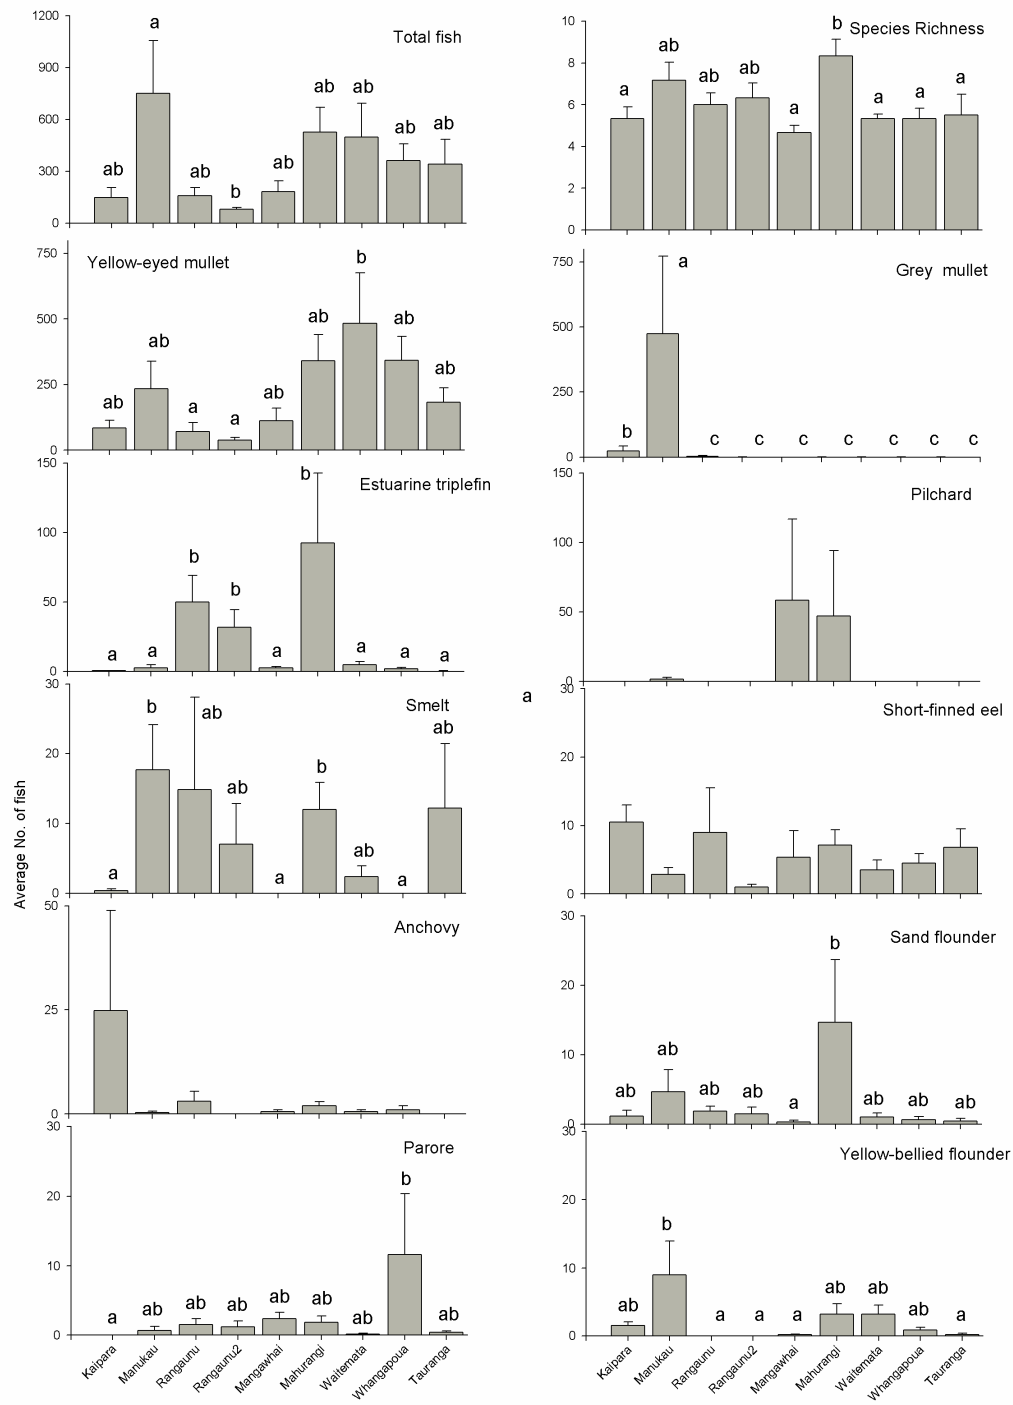 Total fish
1200
900
600
300
0
a
ab
ab
ab
b
ab
ab
ab
ab
Species Richness
10
8
6
4
2
0
a
ab
ab
ab
a
b
a
a
a
Yellow-eyed mullet
750
500
250
0
ab
ab
a
a
ab
ab
b
ab
ab
Grey mullet
750
500
250
0
b
a
c
c
c
c
c
c
c
Estuarine triplefin
150
100
50
0
a
a
b
b
a
b
a
a
a
Pilchard
150
100
50
0
Average No. of fish
Smelt
30
20
10
0
a
b
ab
ab
a
b
ab
a
ab
a
Short-finned eel
30
20
10
0
Anchovy
50
25
0
Sand flounder
30
20
10
0
ab
ab
ab
ab
a
b
ab
ab
ab
Parore
30
20
10
0
a
ab
ab
ab
ab
ab
ab
b
ab
Kaipara
Manukau
Rangaunu
Rangaunu2
Mangawhai
Mahurangi
Waitemata
Whangapoua
Tauranga
Yellow-bellied flounder
30
20
10
0
ab
b
a
a
a
ab
ab
ab
a
Kaipara
Manukau
Rangaunu
Rangaunu2
Mangawhai
Mahurangi
Waitemata
Whangapoua
Tauranga